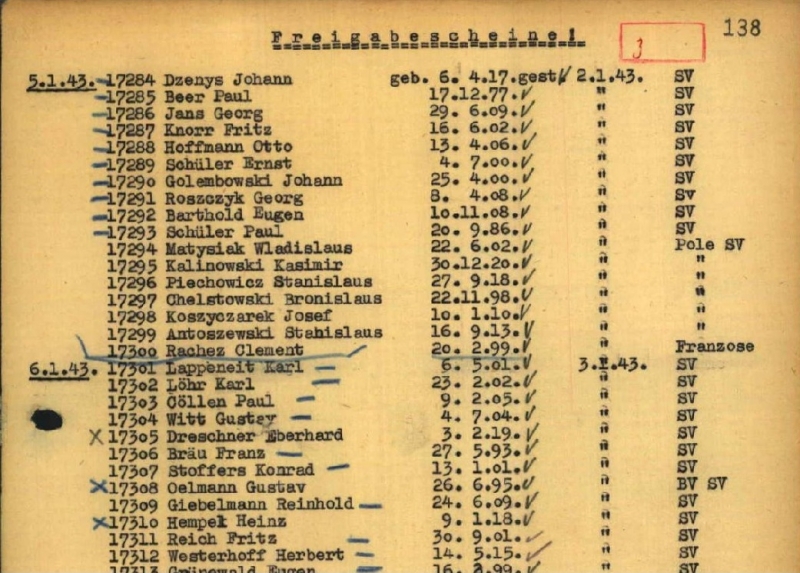 138
Freigabescheine!
3
5.1.43. 17284 Dzenys Johann geb. 6. 4.17.gest. 2.1.43. SV
17285 Beer Paul 17.12.77. " SV
17286 Jans Georg 29. 6.09. " SV
17287 Knorr Fritz 16. 6.02. " SV
17288 Hoffmann Otto 13. 4.06. " SV
17289 Schüler Ernst 4. 7.00. " SV
17290 Golembowski Johann 25. 4.00. " SV
17291 Roszczyk Georg 8. 4.08. " SV
17292 Barthold Eugen 10.11.08. " SV
17293 Schüler Paul 20. 9.86. " SV
17294 Matysiak Wladislaus 22. 6.02. " Pole SV
17295 Kalinowski Kasimir 30.12.20. " "
17296 Piechowicz Stanislaus 27. 9.18. " "
17297 Chelstowski Bronislaus 22.11.98. " "
17298 Koszyczarek Josef 10. 1.10. " "
17299 Antoszewski Stanislaus 16. 9.13. " "
17300 Rachez Clement 20. 2.99. " Franzose
6.1.43. 17301 Lappeneit Karl 6. 5.01. 3.1.43. SV
17302 Löhr Karl 23. 2.02. " SV
17303 Cöllen Paul 9. 2.05. " SV
17304 Witt Gustav 4. 7.04. " SV
17305 Dreschner Eberhard 3. 2.19. " SV
17306 Bräu Franz 27. 5.93. " SV
17307 Stoffers Konrad 13. 1.01. " SV
17308 Oelmann Gustav 26. 6.95. " BV SV
17309 Giebelmann Reinhold 24. 6.09. " SV
17310 Hempel Heinz 9. 1.18. " SV
17311 Reich Fritz 30. 9.01. " SV
17312 Westerhoff Herbert 14. 5.15. " SV
17313 Grünewald Eugen 16. " SV